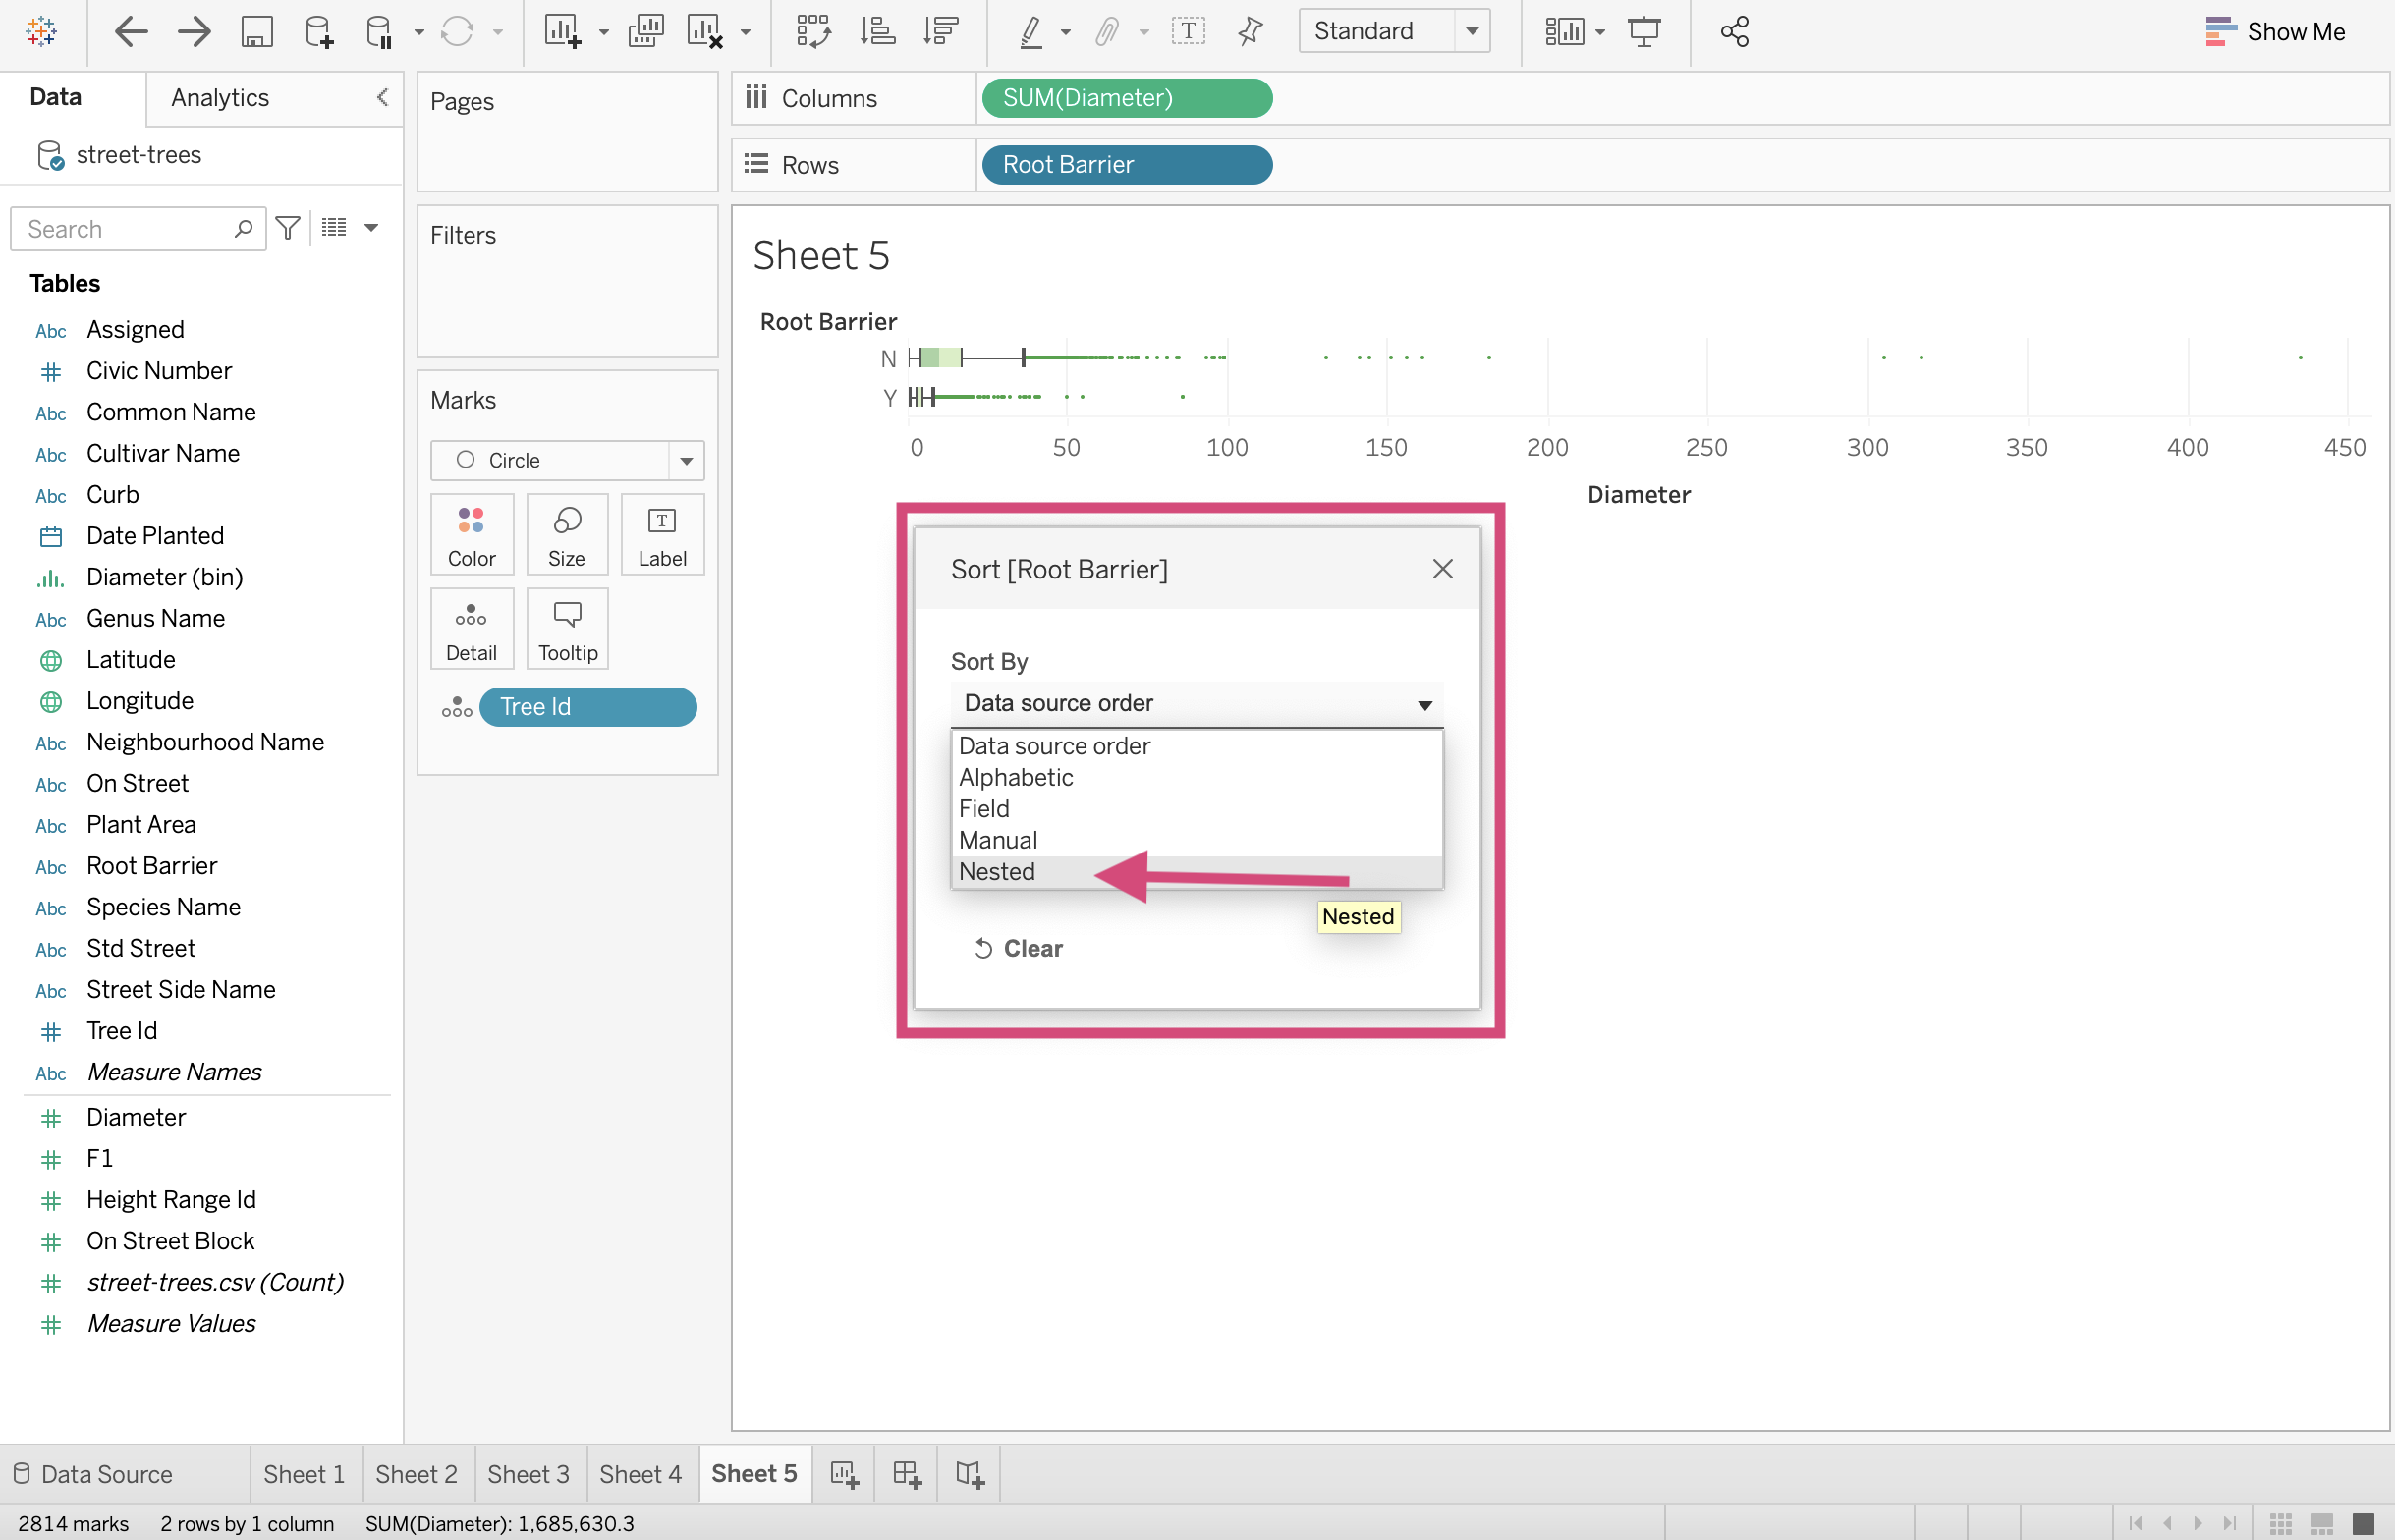 Standard
Show Me
Data
Analytics
street-trees
Search
Tables
Abc Assigned
Civic Number
Abc Common Name
Abc Cultivar Name
Abc Curb
Date Planted
Diameter (bin)
Abc Genus Name
Latitude
Longitude
Abc Neighbourhood Name
Abc On Street
Abc Plant Area
Abc Root Barrier
Abc Species Name
Abc Std Street
Abc Street Side Name
Tree Id
Abc Measure Names
Diameter
F1
Height Range Id
On Street Block
street-trees.csv (Count)
Measure Values
Pages
Filters
Marks
Circle
Color Size Label
Detail Tooltip
Tree Id
Columns SUM(Diameter)
Rows Root Barrier
Sheet 5
Root Barrier
N
Y
0 50 100 150 200 250 300 350 400 450
Diameter
Sort [Root Barrier]
Sort By
Data source order
Data source order
Alphabetic
Field
Manual
Nested
Nested
Clear
Data Source Sheet 1 Sheet 2 Sheet 3 Sheet 4 Sheet 5
2814 marks 2 rows by 1 column SUM(Diameter): 1,685,630.3